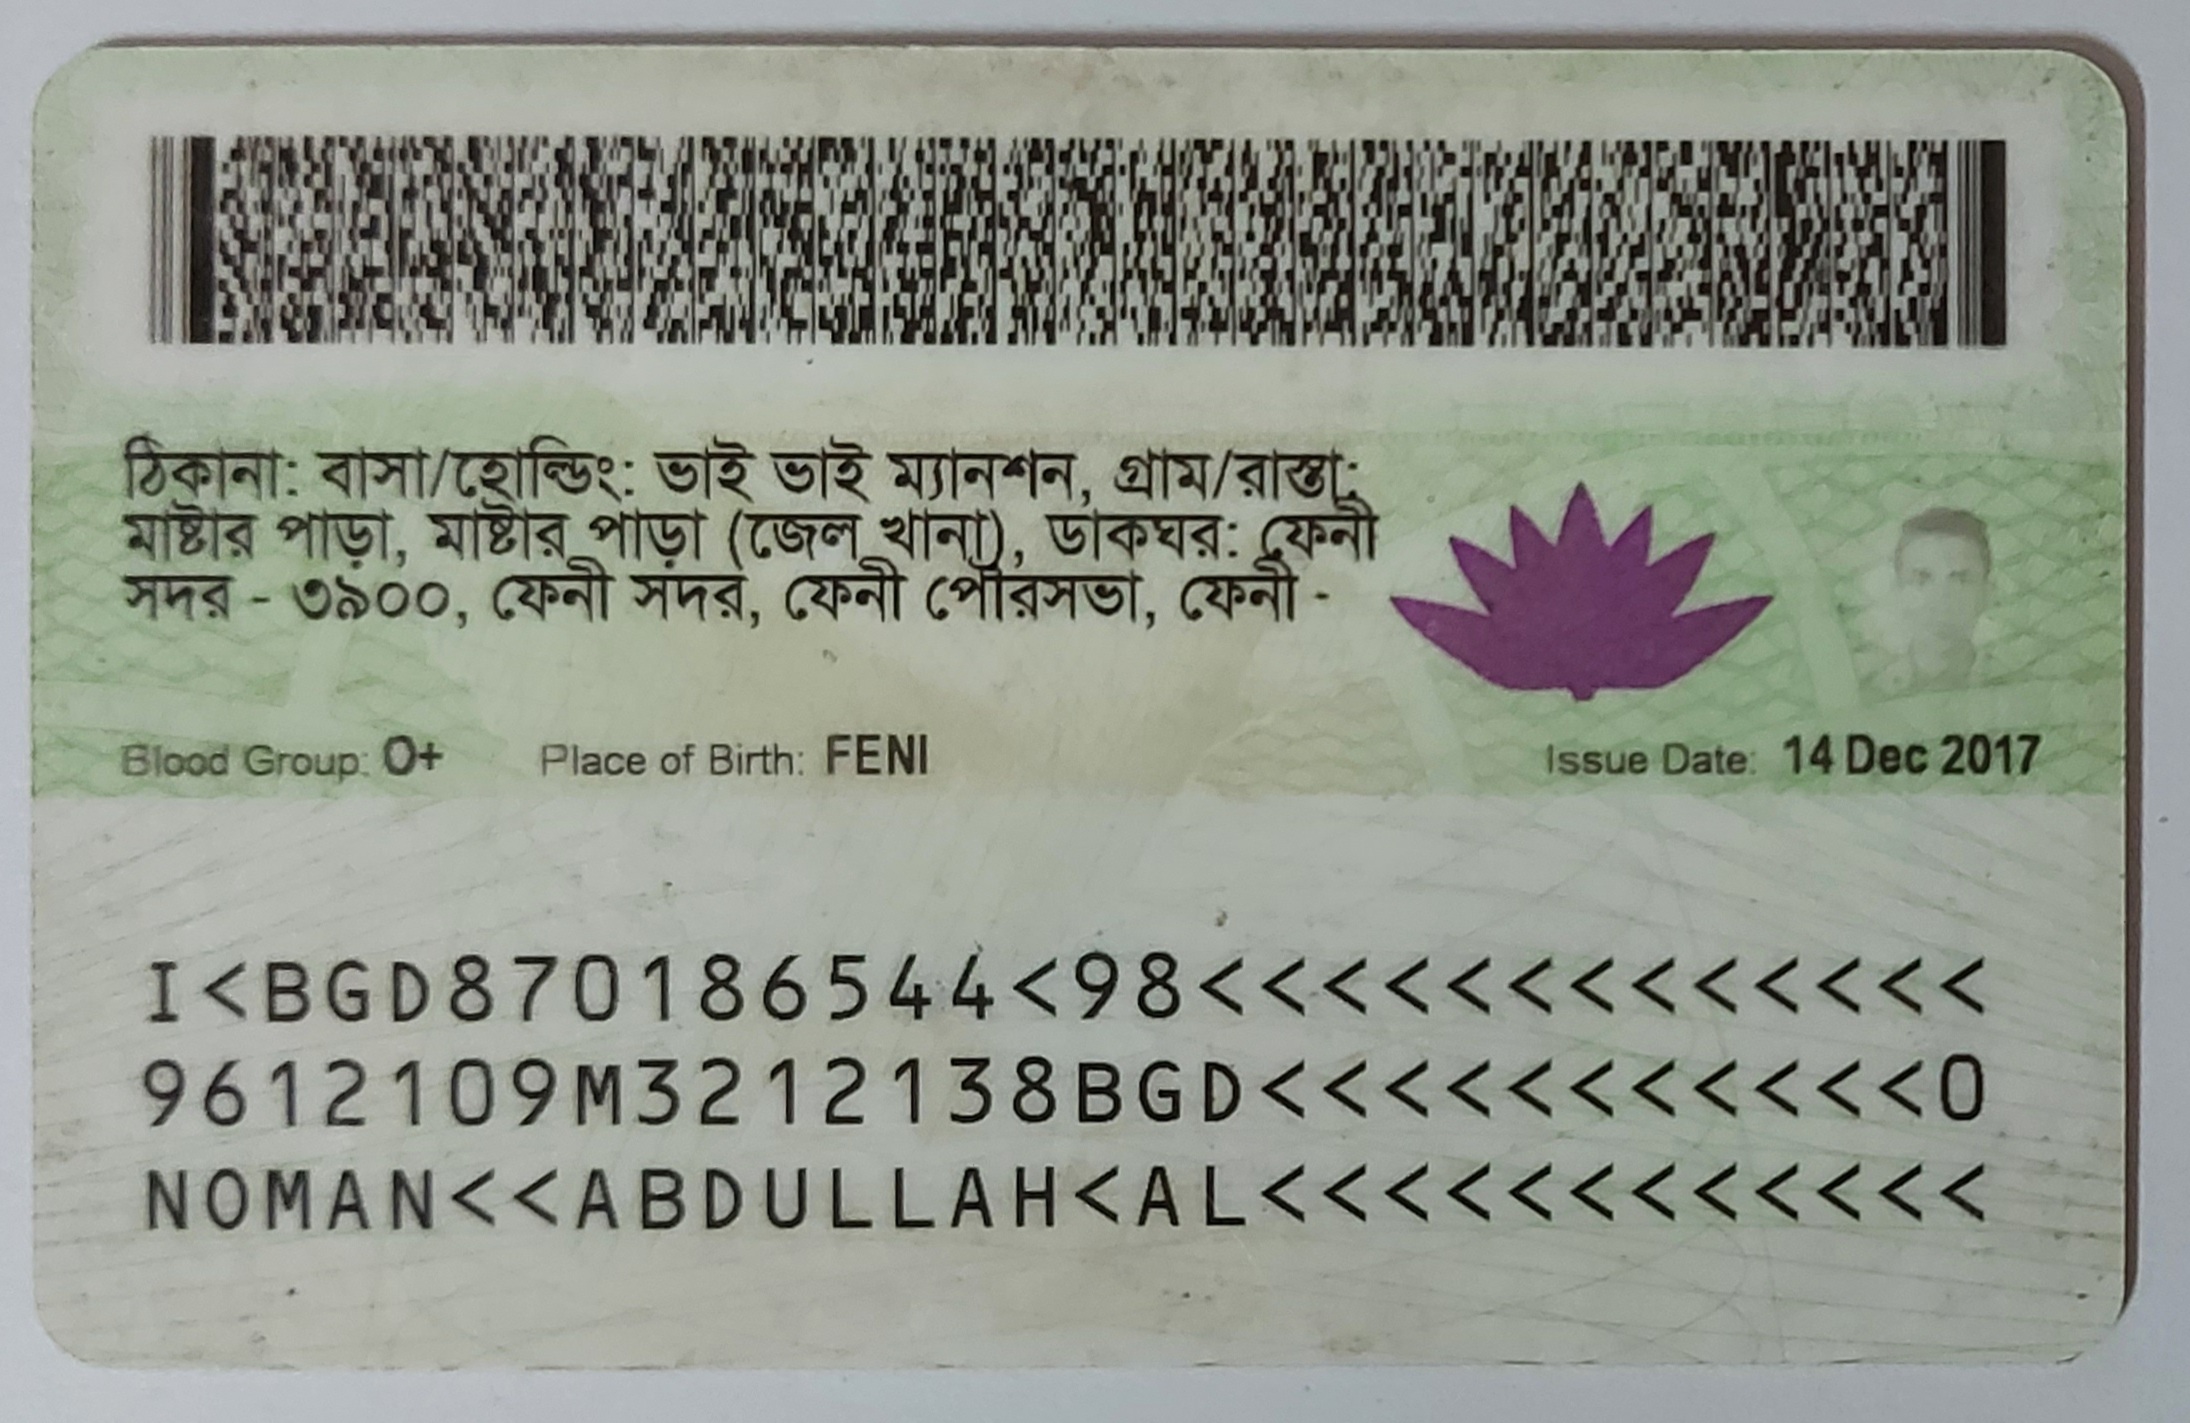 ঠিকানা: বাসা/হোল্ডিং: ভাই ভাই ম্যানশন, গ্রাম/রাস্তা:
মাষ্টার পাড়া, মাষ্টার পাড়া (জেল খানা), ডাকঘর: ফেনী
সদর - ৩৯০০, ফেনী সদর, ফেনী পৌরসভা, ফেনী -
Blood Group: O+ Place of Birth: FENI Issue Date: 14 Dec 2017
I<BGD870186544<98<<<<<<<<<<<<<
9612109M3212138BGD<<<<<<<<<<<0
NOMAN<<ABDULLAH<AL<<<<<<<<<<<<